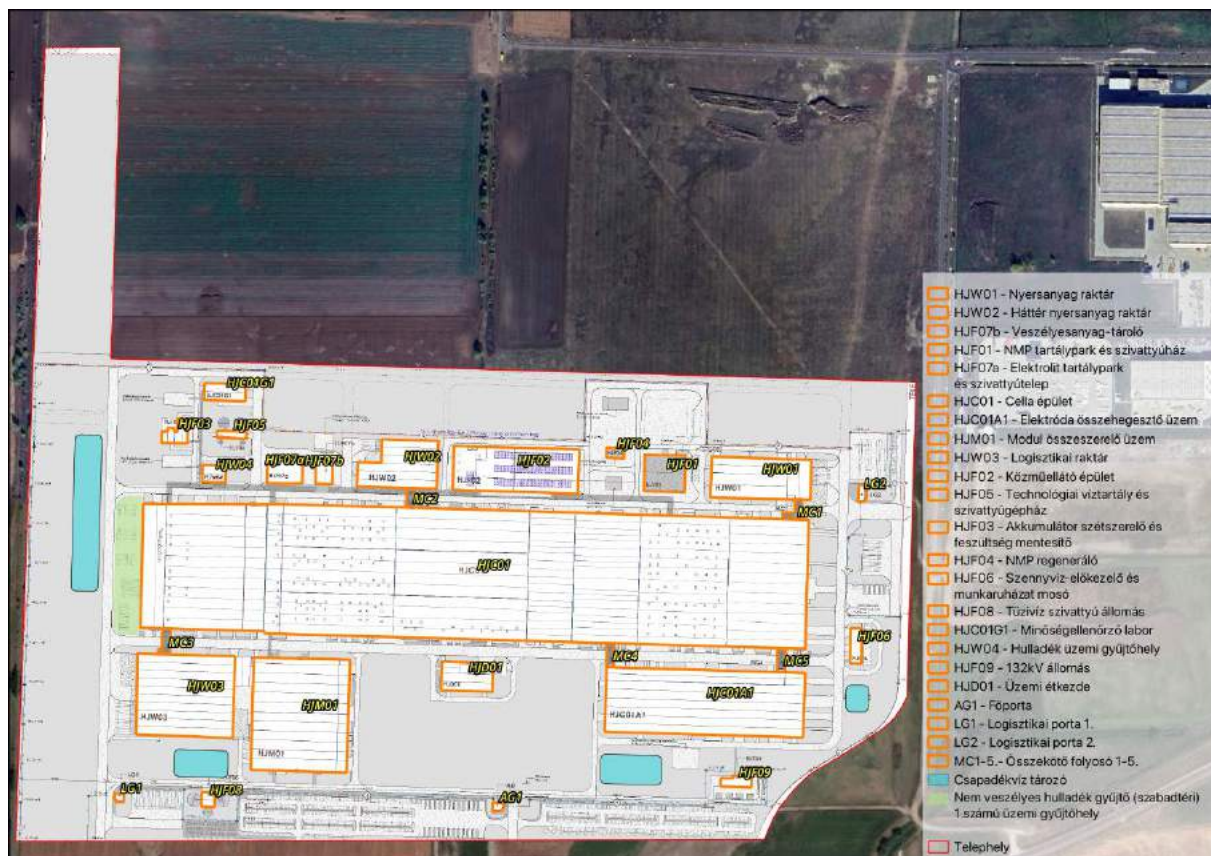 HJC01G1
HJF03
HJF05
HJW04
HJF07a
HJF07b
HJW02
HJW02
HJF02
HJF04
HJF01
HJW01
HJW01
LG2
MC2
MC1
HJC01
MC3
MC4
MC5
HJF06
HJW03
HJW03
HJM01
HJM01
HJD01
HJC01A1
HJC01A1
LG1
HJF08
AG1
HJF09
HJW01 - Nyersanyag raktár
HJW02 - Háttér nyersanyag raktár
HJF07b - Veszélyesanyag-tároló
HJF01 - NMP tartálypark és szivattyúház
HJF07a - Elektrolit tartálypark
és szivattyútelep
HJC01 - Cella épület
HJC01A1 - Elektróda összehegesztő üzem
HJM01 - Modul összeszerelő üzem
HJW03 - Logisztikai raktár
HJF02 - Közműellátó épület
HJF05 - Technológiai víztartály és
szivattyúgépház
HJF03 - Akkumulátor szétszerelő és
feszültség mentesítő
HJF04 - NMP regeneráló
HJF06 - Szennyvíz-előkezelő és
munkaruházat mosó
HJF08 - Tűzivíz szivattyú állomás
HJC01G1 - Minőségellenőrző labor
HJW04 - Hulladék üzemi gyűjtőhely
HJF09 - 132kV állomás
HJD01 - Üzemi étkezde
AG1 - Főporta
LG1 - Logisztikai porta 1.
LG2 - Logisztikai porta 2.
MC1-5.- Összekötő folyosó 1-5.
Csapadékvíz tározó
Nem veszélyes hulladék gyűjtő (szabadtéri)
1.számú üzemi gyűjtőhely
Telephely